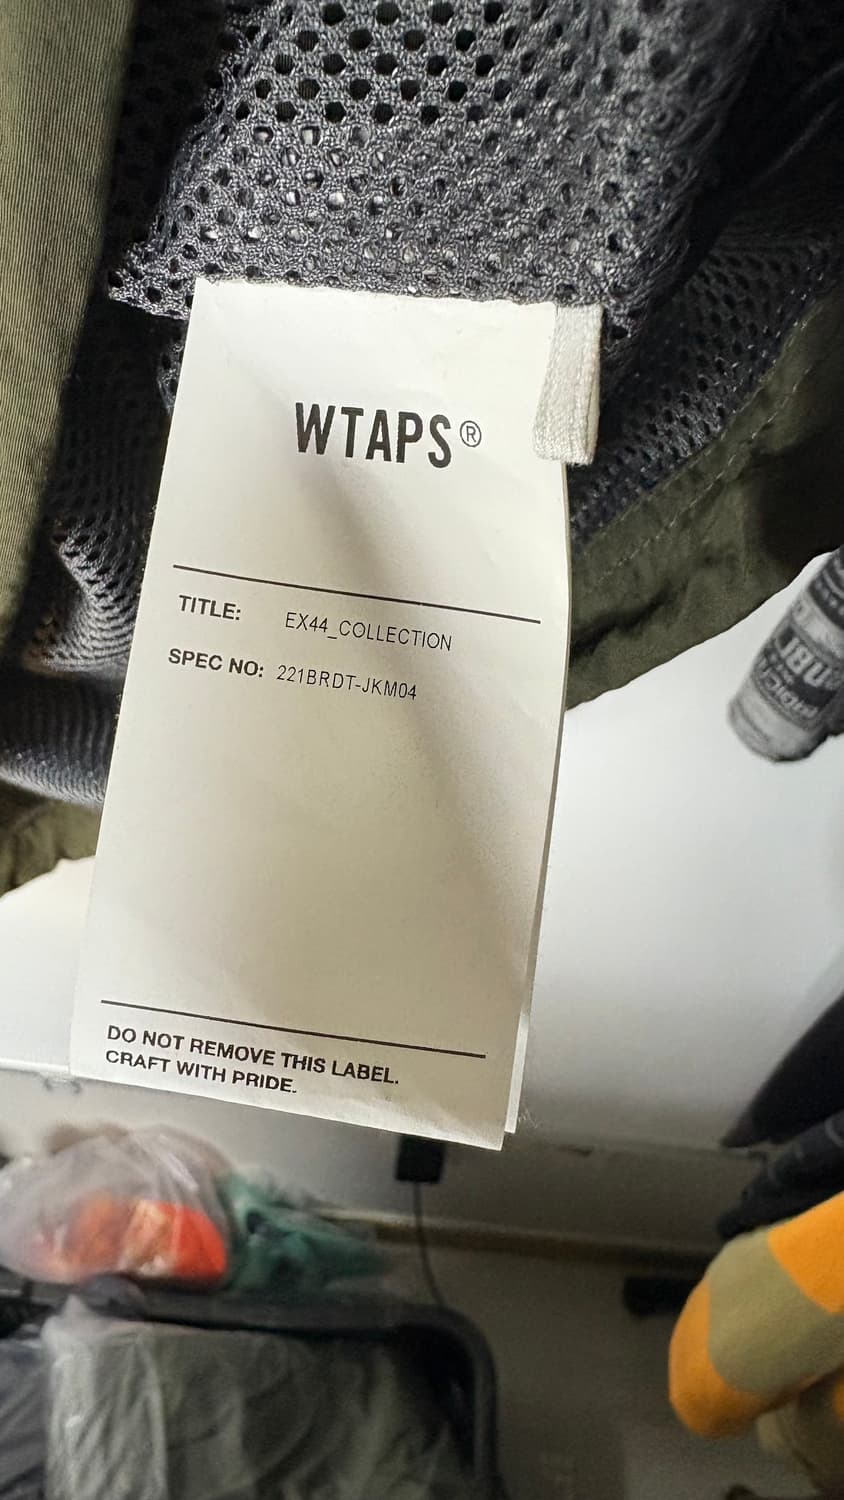 WTAPS®
TITLE: EX44_COLLECTION
SPEC NO: 221BRDT-JKM04
DO NOT REMOVE THIS LABEL.
CRAFT WITH PRIDE.